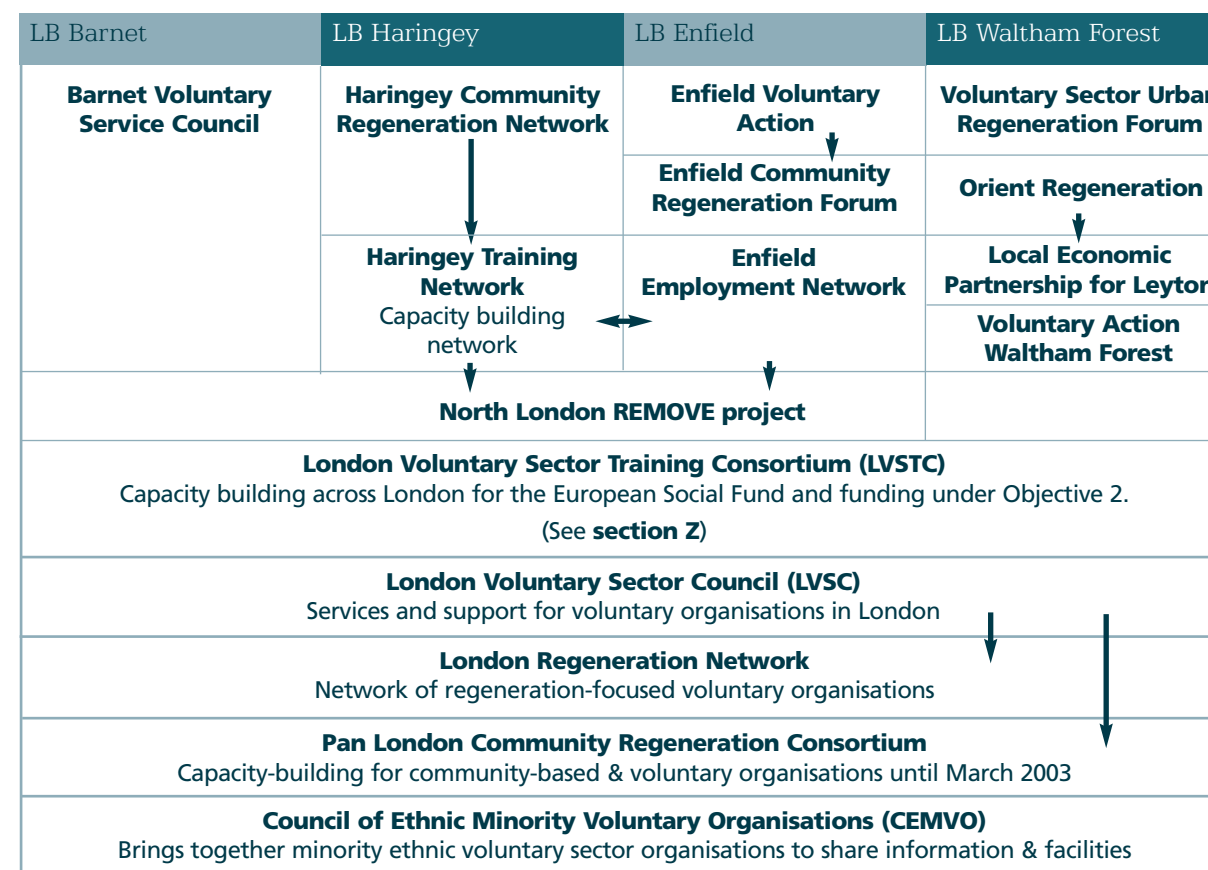 LB Barnet
LB Haringey
LB Enfield
LB Waltham Forest
Barnet Voluntary
Service Council
Haringey Community
Regeneration Network
Enfield Voluntary
Action
Voluntary Sector
Regeneration Forum
Enfield Community
Regeneration Forum
Orient Regeneration
Haringey Training
Network
Capacity building
network
Enfield
Employment Network
Local Economic
Partnership for
Voluntary Action
Waltham Forest
North London REMOVE project
London Voluntary Sector Training Consortium (LVSTC)
Capacity building across London for the European Social Fund and funding under Objective 2.
(See section Z)
London Voluntary Sector Council (LVSC)
Services and support for voluntary organisations in London
London Regeneration Network
Network of regeneration-focused voluntary organisations
Pan London Community Regeneration Consortium
Capacity-building for community-based & voluntary organisations until March 2003
Council of Ethnic Minority Voluntary Organisations (CEMVO)
Brings together minority ethnic voluntary sector organisations to share information & facilities